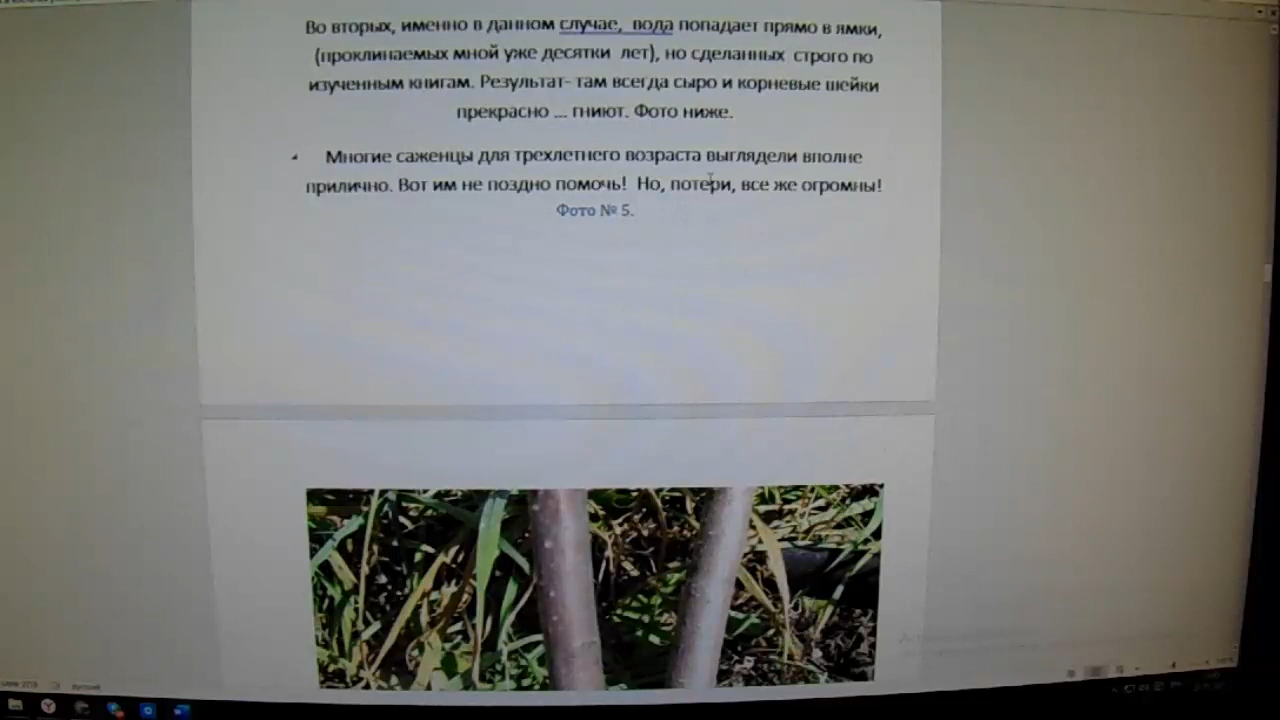 Во вторых, именно в данном случае, вода попадает прямо в ямки,
(проклинаемых мной уже десятки лет), но сделанных строго по
изученным книгам. Результат- там всегда сыро и корневые шейки
прекрасно ... гниют. Фото ниже.
Многие саженцы для трехлетнего возраста выглядели вполне
прилично. Вот им не поздно помочь! Но, потери, все же огромны!
Фото № 5.
русский